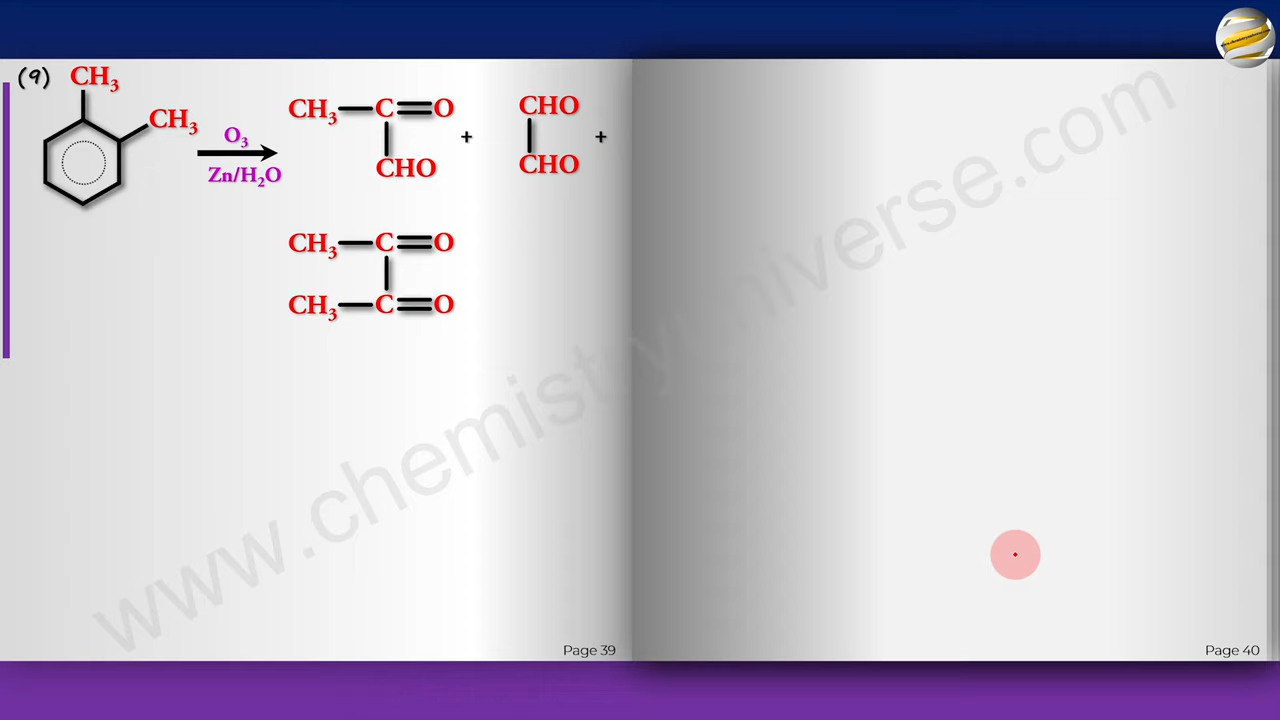 (9) CH3
CH3
O3
Zn/H2O
CH3 C O
CHO
+
CHO
CHO
+
CH3 C O
CH3 C O
www.chemistryuniverse.com
Page 39
Page 40